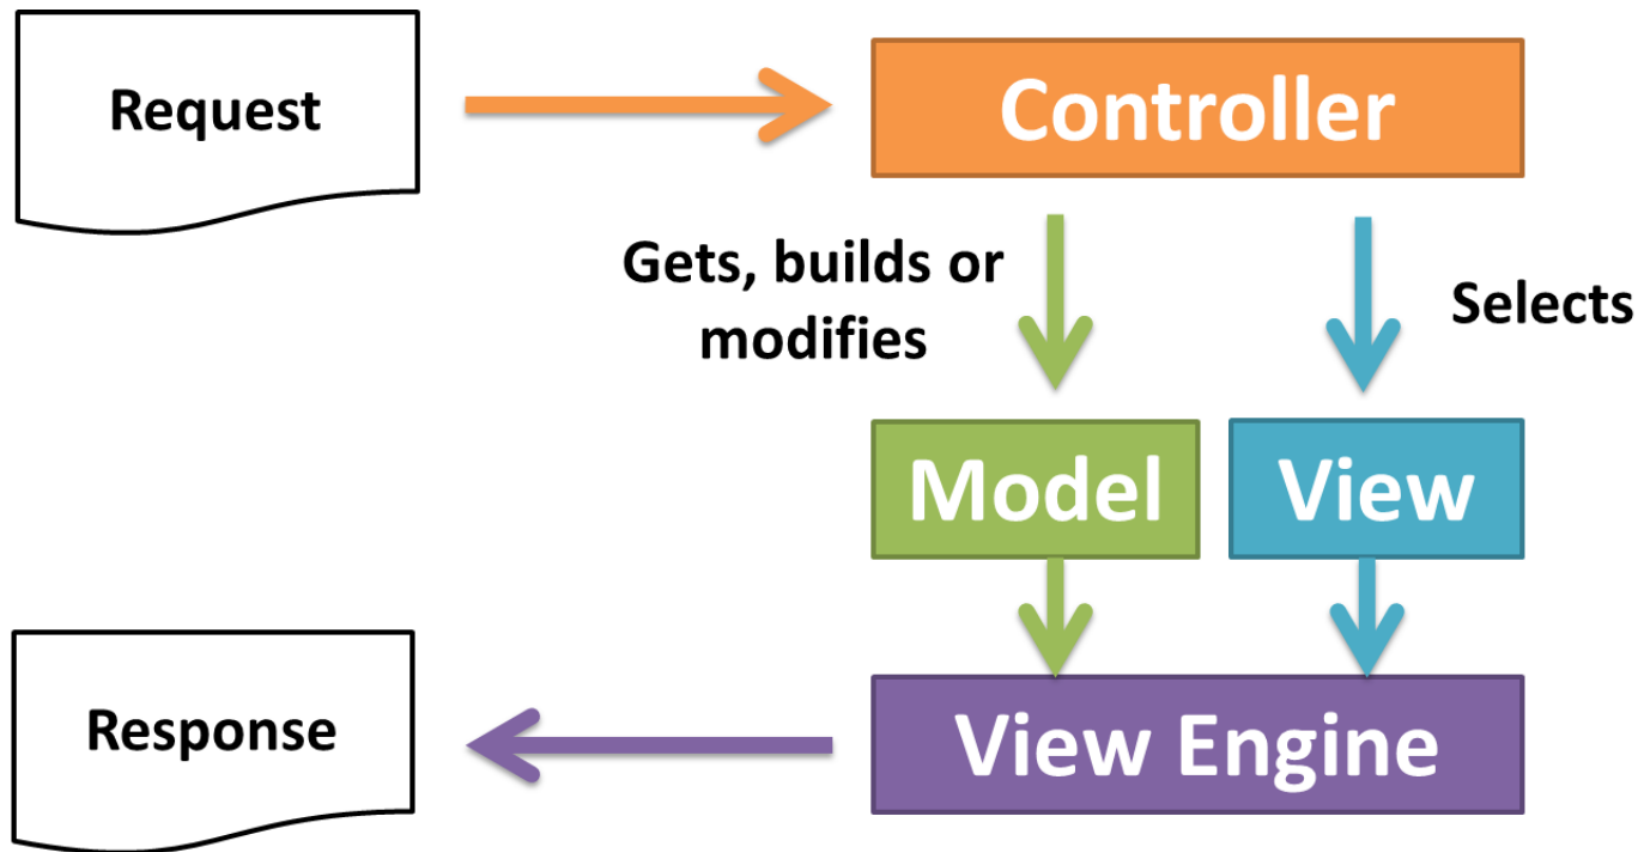 Request
Controller
Gets, builds or
modifies
Selects
Model
View
Response
View Engine